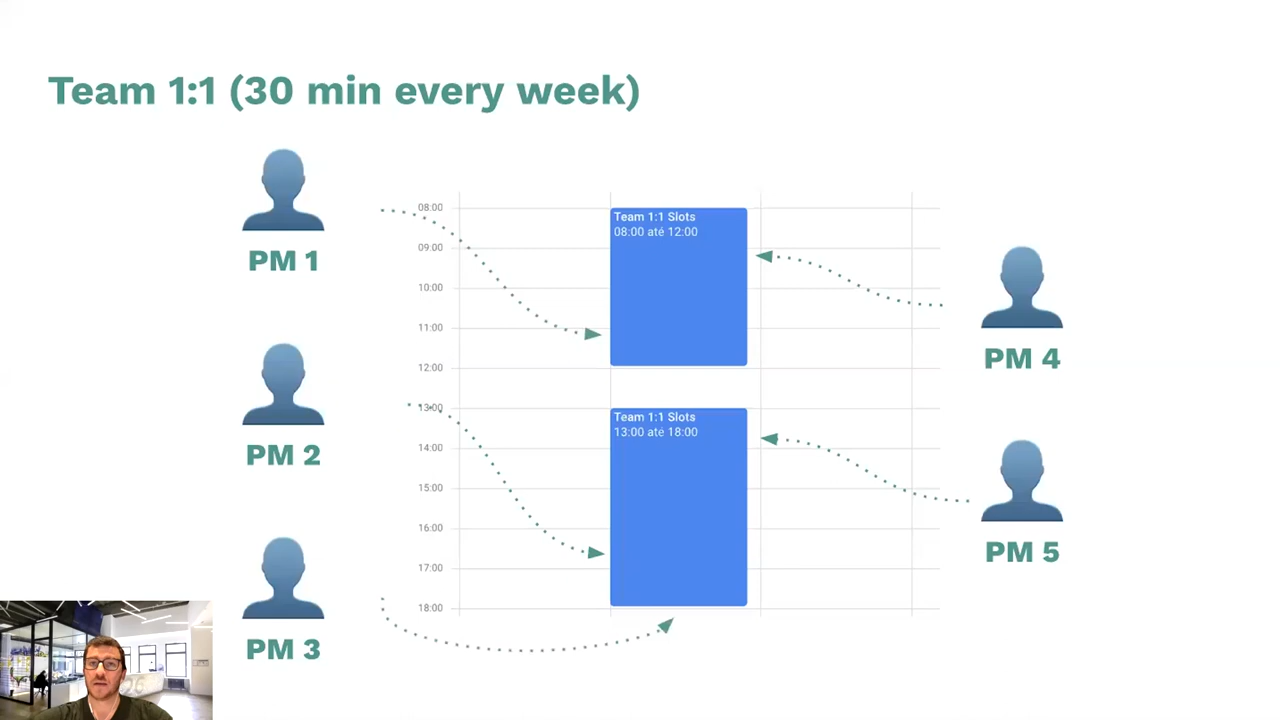 Team 1:1 (30 min every week)
PM 1
PM 2
PM 3
08:00
09:00
10:00
11:00
12:00
13:00
14:00
15:00
16:00
17:00
18:00
Team 1:1 Slots
08:00 até 12:00
Team 1:1 Slots
13:00 até 18:00
PM 4
PM 5
26